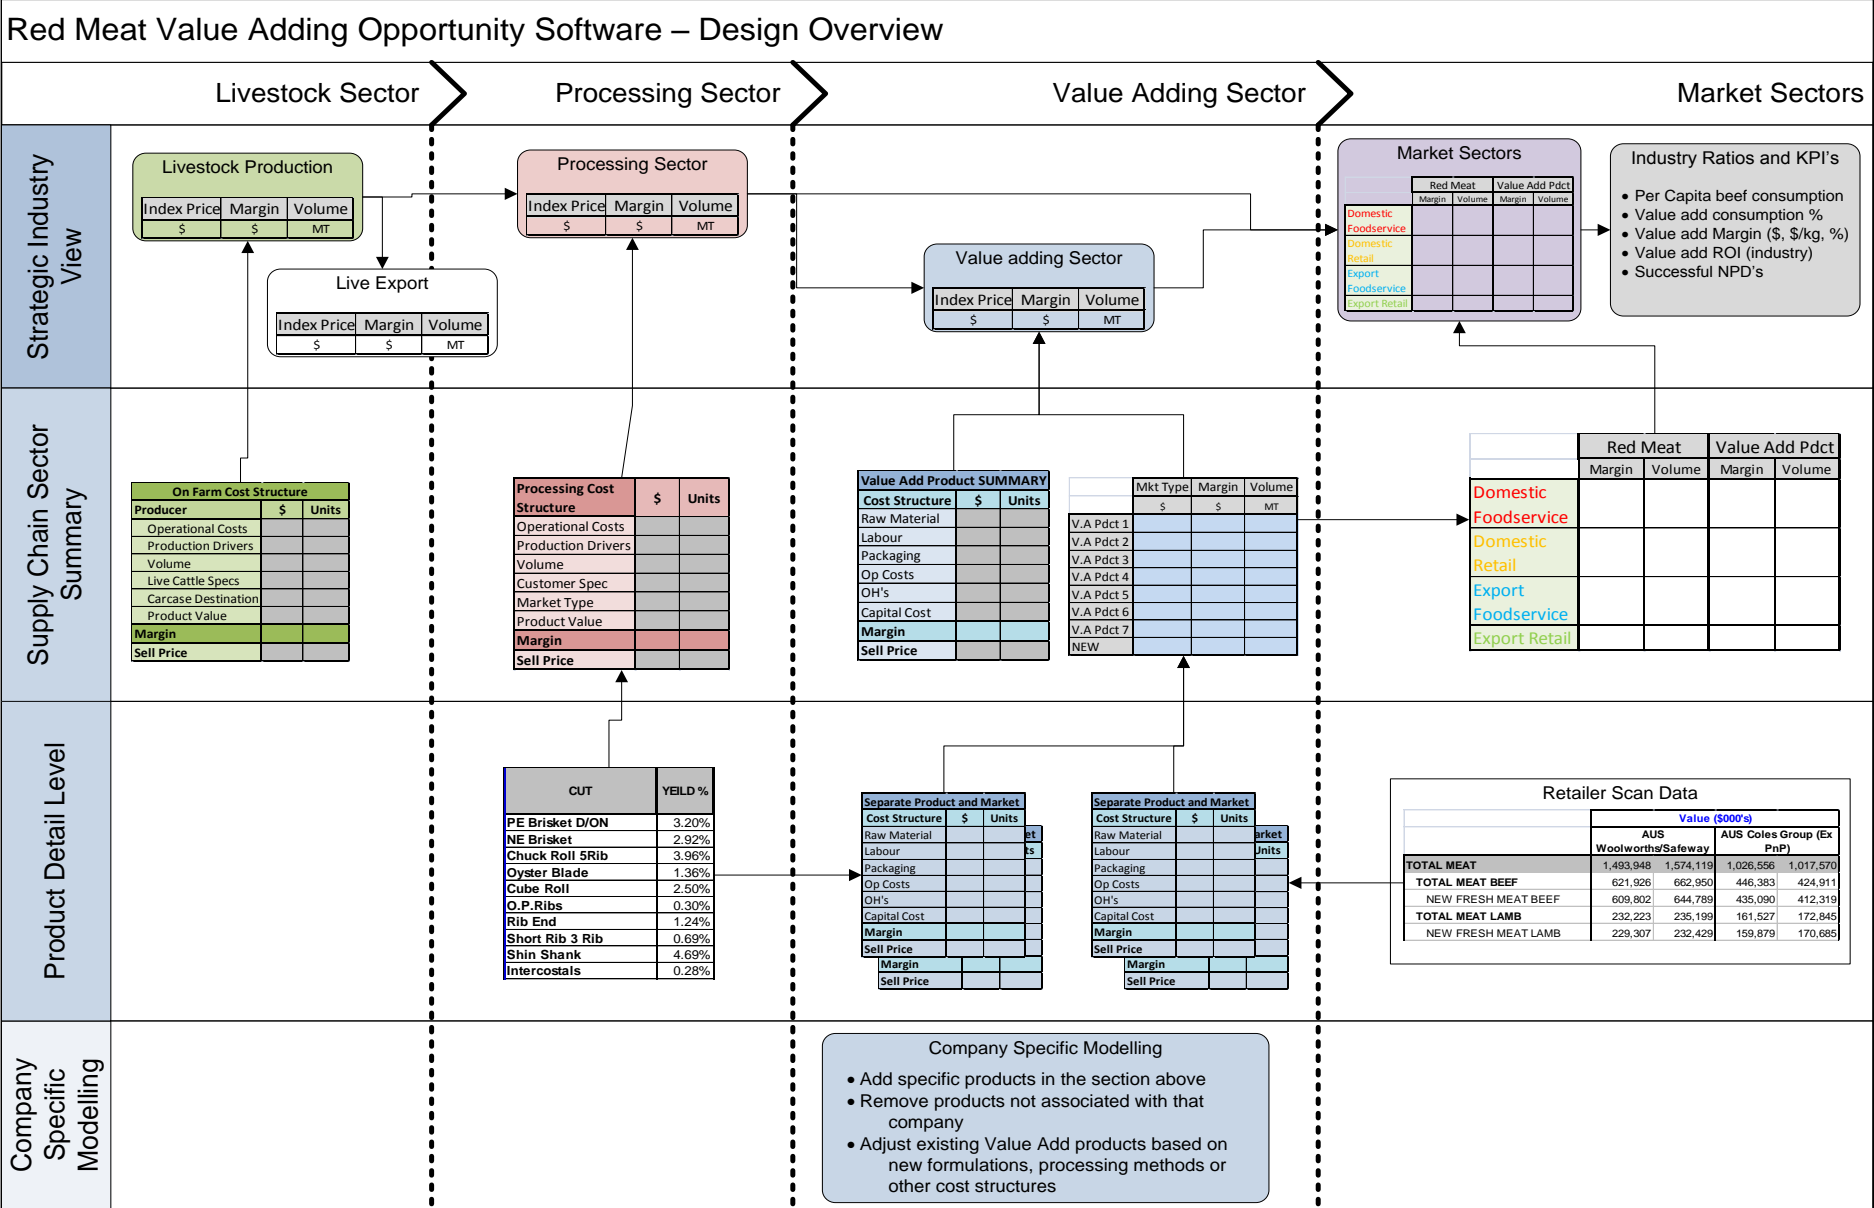 Red Meat Value Adding Opportunity Software – Design Overview
Livestock Sector
Processing Sector
Value Adding Sector
Market Sectors
Strategic Industry
View
Livestock Production
Index Price Margin Volume
$ $ MT
Live Export
Index Price Margin Volume
$ $ MT
Processing Sector
Index Price Margin Volume
$ $ MT
Value adding Sector
Index Price Margin Volume
$ $ MT
Market Sectors
Red Meat Value Add Pdct
Margin Volume Margin Volume
Domestic
Foodservice
Domestic
Retail
Export
Foodservice
Export Retail
Industry Ratios and KPI's
• Per Capita beef consumption
• Value add consumption %
• Value add Margin ($, $/kg, %)
• Value add ROI (industry)
• Successful NPD's
Supply Chain Sector
Summary
On Farm Cost Structure
Producer $ Units
Operational Costs
Production Drivers
Volume
Live Cattle Specs
Carcase Destination
Product Value
Margin
Sell Price
Processing Cost
Structure $ Units
Operational Costs
Production Drivers
Volume
Customer Spec
Market Type
Product Value
Margin
Sell Price
Value Add Product SUMMARY
Cost Structure $ Units
Raw Material
Labour
Packaging
Op Costs
OH's
Capital Cost
Margin
Sell Price
Mkt Type Margin Volume
$ $ MT
V.A Pdct 1
V.A Pdct 2
V.A Pdct 3
V.A Pdct 4
V.A Pdct 5
V.A Pdct 6
V.A Pdct 7
NEW
Red Meat Value Add Pdct
Margin Volume Margin Volume
Domestic
Foodservice
Domestic
Retail
Export
Foodservice
Export Retail
Product Detail Level
CUT YEILD %
PE Brisket D/ON 3.20%
NE Brisket 2.92%
Chuck Roll 5Rib 3.96%
Oyster Blade 1.36%
Cube Roll 2.50%
O.P.Ribs 0.30%
Rib End 1.24%
Short Rib 3 Rib 0.69%
Shin Shank 4.69%
Intercostals 0.28%
Separate Product and Market
Cost Structure $ Units
Raw Material
Labour
Packaging
Op Costs
OH's
Capital Cost
Margin
Sell Price
et
ts
Margin
Sell Price
Separate Product and Market
Cost Structure $ Units
Raw Material
Labour
Packaging
Op Costs
OH's
Capital Cost
Margin
Sell Price
arket
Units
Margin
Sell Price
Retailer Scan Data
Value ($000's)
AUS AUS Coles Group (Ex
Woolworths/Safeway PnP)
TOTAL MEAT 1,493,948 1,574,119 1,026,556 1,017,570
TOTAL MEAT BEEF 621,926 662,950 446,383 424,911
NEW FRESH MEAT BEEF 609,802 644,789 435,090 412,319
TOTAL MEAT LAMB 232,223 235,199 161,527 172,845
NEW FRESH MEAT LAMB 229,307 232,429 159,879 170,685
Company
Specific
Modelling
Company Specific Modelling
• Add specific products in the section above
• Remove products not associated with that
company
• Adjust existing Value Add products based on
new formulations, processing methods or
other cost structures